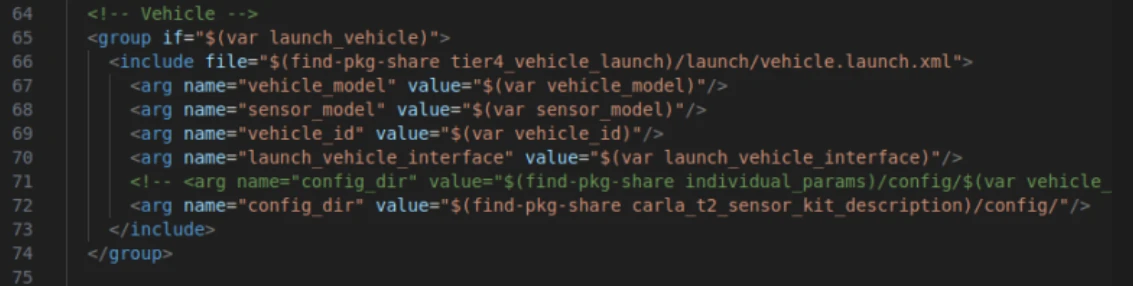 64 <!-- Vehicle -->
65 <group if="$(var launch_vehicle)">
66 <include file="$(find-pkg-share tier4_vehicle_launch)/launch/vehicle.launch.xml">
67 <arg name="vehicle_model" value="$(var vehicle_model)"/>
68 <arg name="sensor_model" value="$(var sensor_model)"/>
69 <arg name="vehicle_id" value="$(var vehicle_id)"/>
70 <arg name="launch_vehicle_interface" value="$(var launch_vehicle_interface)"/>
71 <!-- <arg name="config_dir" value="$(find-pkg-share individual_params)/config/$(var vehicle_
72 <arg name="config_dir" value="$(find-pkg-share carla_t2_sensor_kit_description)/config/"/>
73 </include>
74 </group>
75